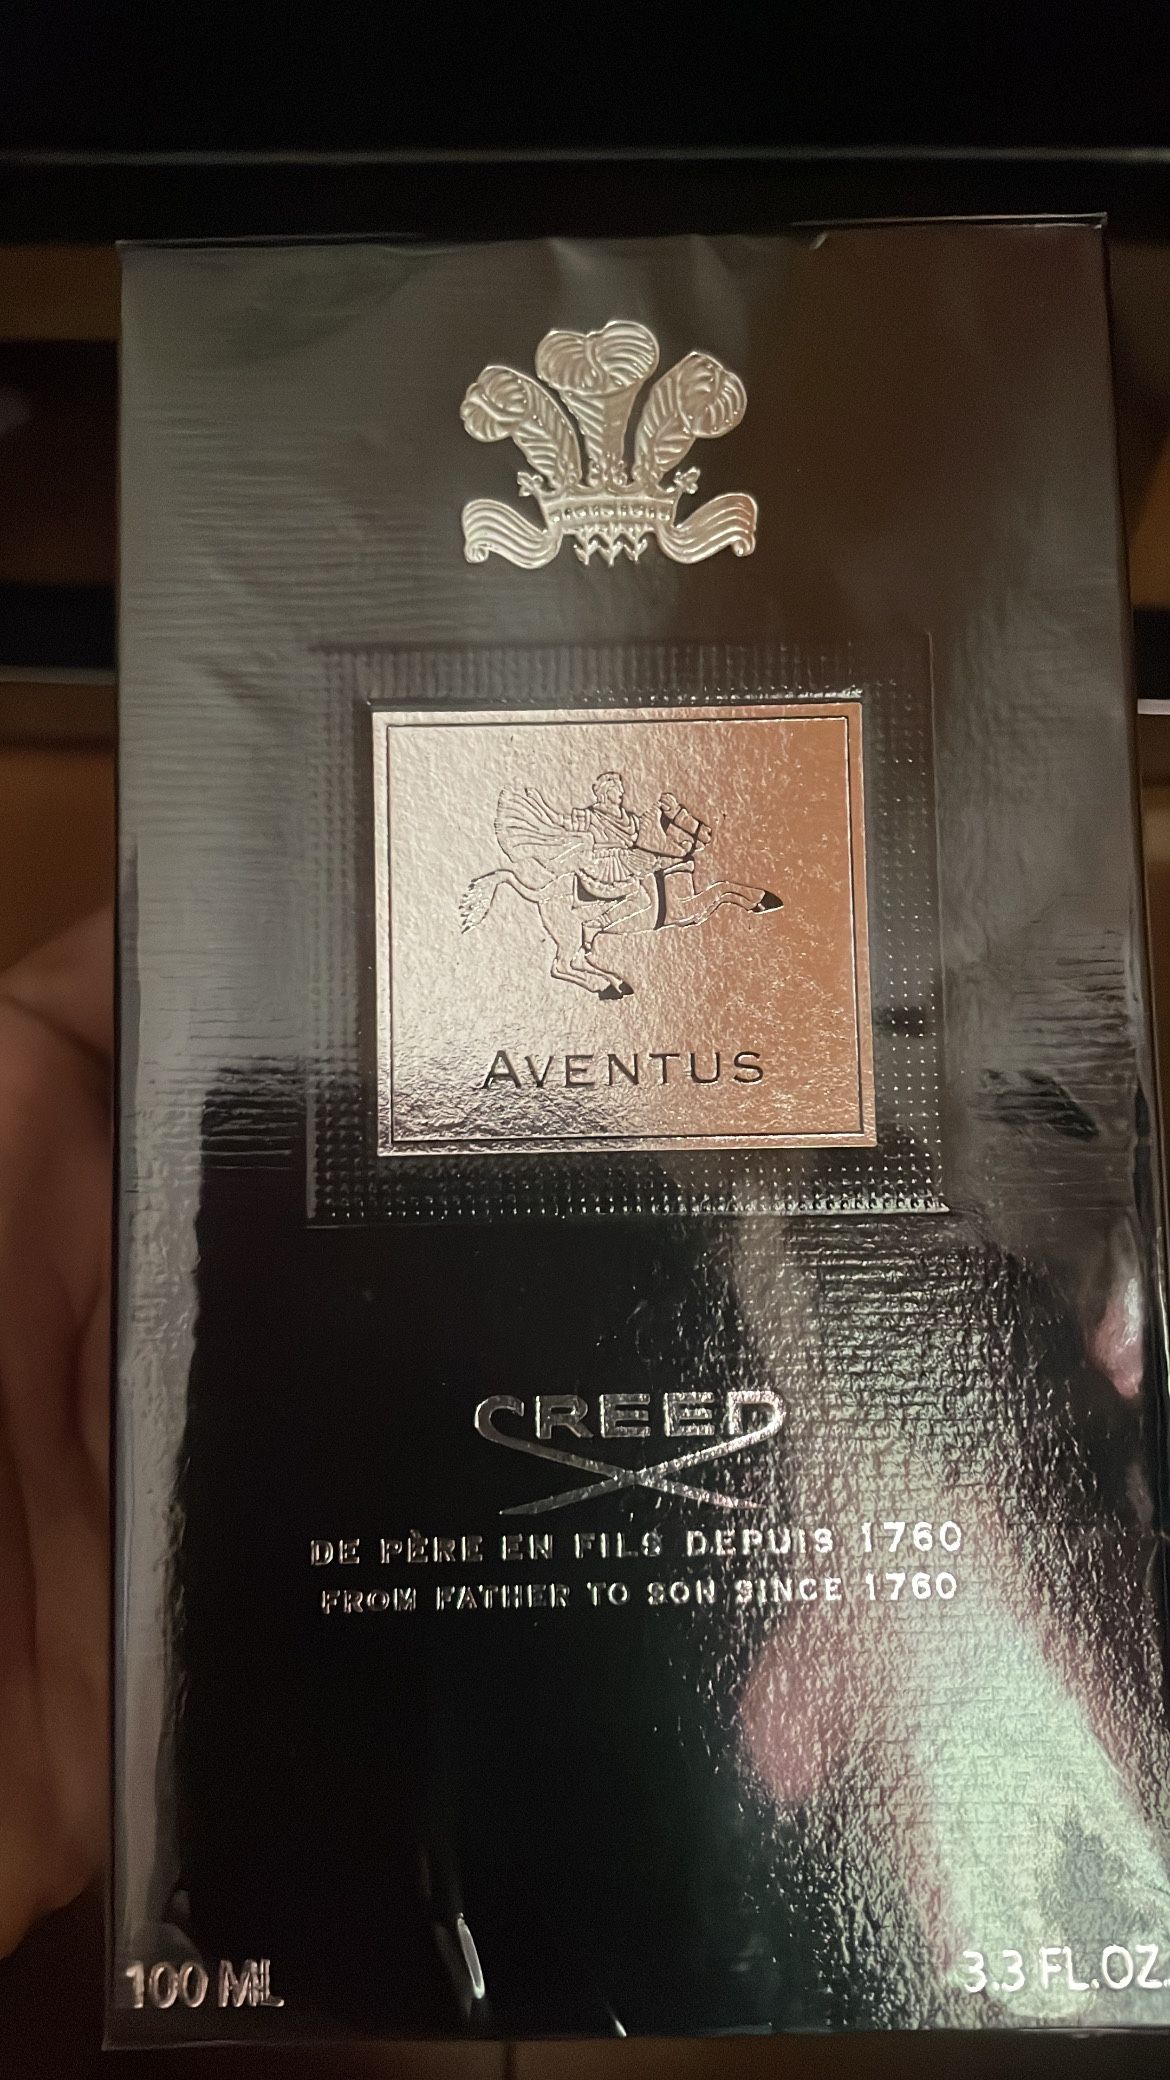 AVENTUS
CREED
DE PÈRE EN FILS DEPUIS 1760
FROM FATHER TO SON SINCE 1760
100 ML
3.3 FL.OZ.